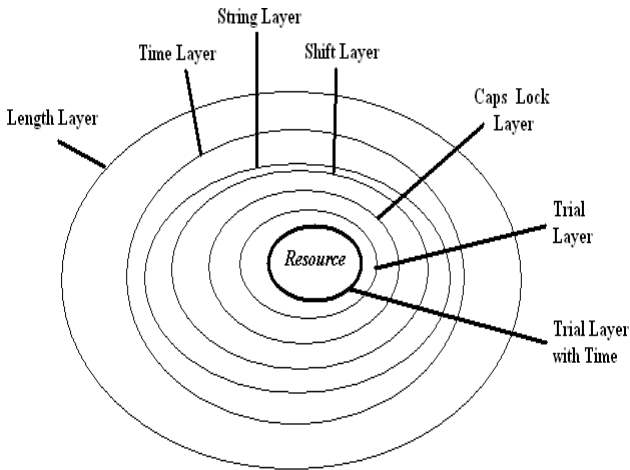 String Layer
Time Layer
Shift Layer
Length Layer
Caps Lock
Layer
Trial
Layer
Resource
Trial Layer
with Time